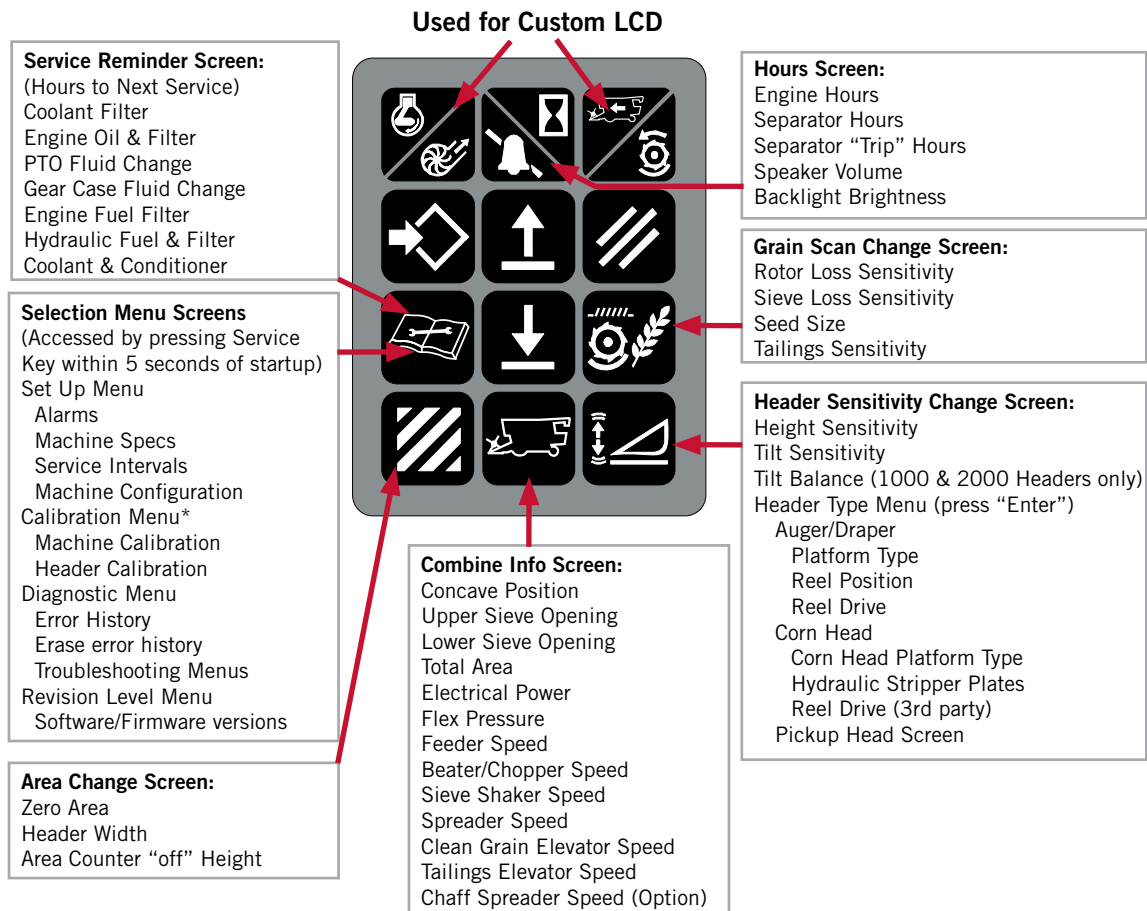 Used for Custom LCD
Service Reminder Screen:
(Hours to Next Service)
Coolant Filter
Engine Oil & Filter
PTO Fluid Change
Gear Case Fluid Change
Engine Fuel Filter
Hydraulic Fuel & Filter
Coolant & Conditioner
Selection Menu Screens
(Accessed by pressing Service
Key within 5 seconds of startup)
Set Up Menu
Alarms
Machine Specs
Service Intervals
Machine Configuration
Calibration Menu*
Machine Calibration
Header Calibration
Diagnostic Menu
Error History
Erase error history
Troubleshooting Menus
Revision Level Menu
Software/Firmware versions
Area Change Screen:
Zero Area
Header Width
Area Counter “off” Height
Combine Info Screen:
Concave Position
Upper Sieve Opening
Lower Sieve Opening
Total Area
Electrical Power
Flex Pressure
Feeder Speed
Beater/Chopper Speed
Sieve Shaker Speed
Spreader Speed
Clean Grain Elevator Speed
Tailings Elevator Speed
Chaff Spreader Speed (Option)
Hours Screen:
Engine Hours
Separator Hours
Separator “Trip” Hours
Speaker Volume
Backlight Brightness
Grain Scan Change Screen:
Rotor Loss Sensitivity
Sieve Loss Sensitivity
Seed Size
Tailings Sensitivity
Header Sensitivity Change Screen:
Height Sensitivity
Tilt Sensitivity
Tilt Balance (1000 & 2000 Headers only)
Header Type Menu (press “Enter”)
Auger/Draper
Platform Type
Reel Position
Reel Drive
Corn Head
Corn Head Platform Type
Hydraulic Stripper Plates
Reel Drive (3rd party)
Pickup Head Screen